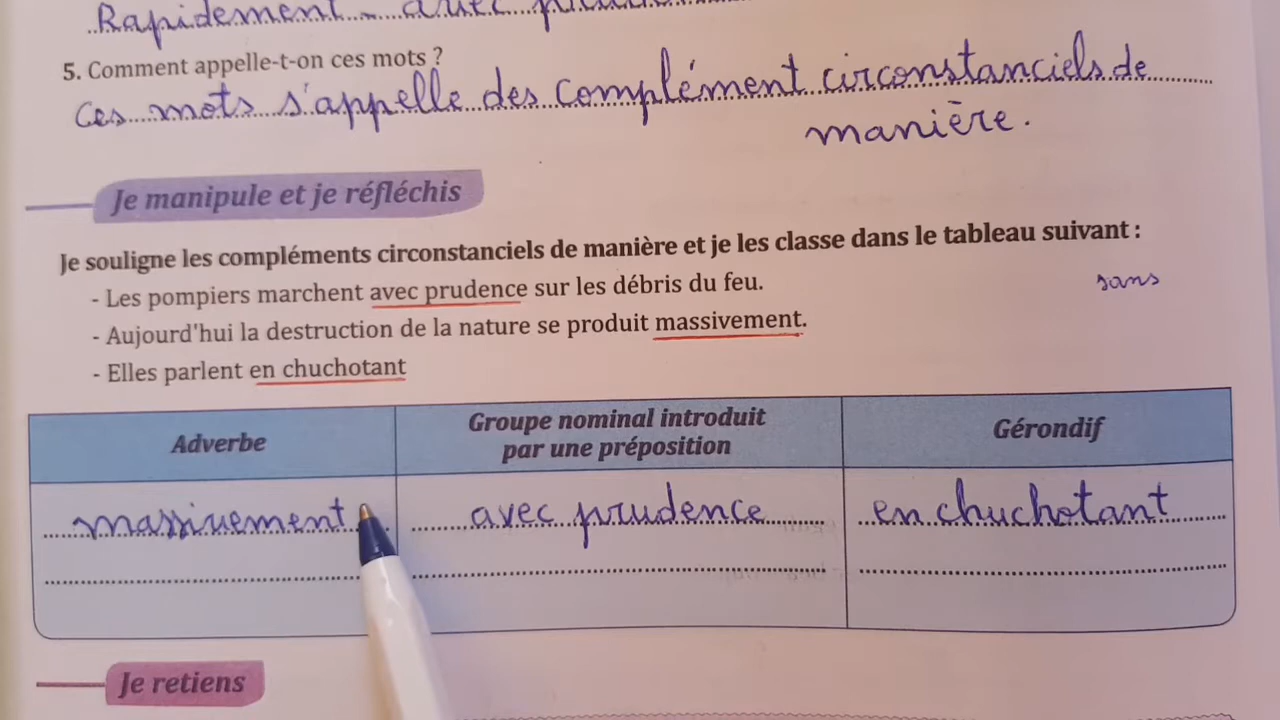 Rapidement - avec
5. Comment appelle-t-on ces mots ?
Ces mots s'appelle des complément circonstanciels de
manière.
Je manipule et je réfléchis
Je souligne les compléments circonstanciels de manière et je les classe dans le tableau suivant :
- Les pompiers marchent avec prudence sur les débris du feu.
sans
- Aujourd'hui la destruction de la nature se produit massivement.
- Elles parlent en chuchotant
Adverbe
Groupe nominal introduit
par une préposition
Gérondif
massivement
avec prudence
en chuchotant
Je retiens